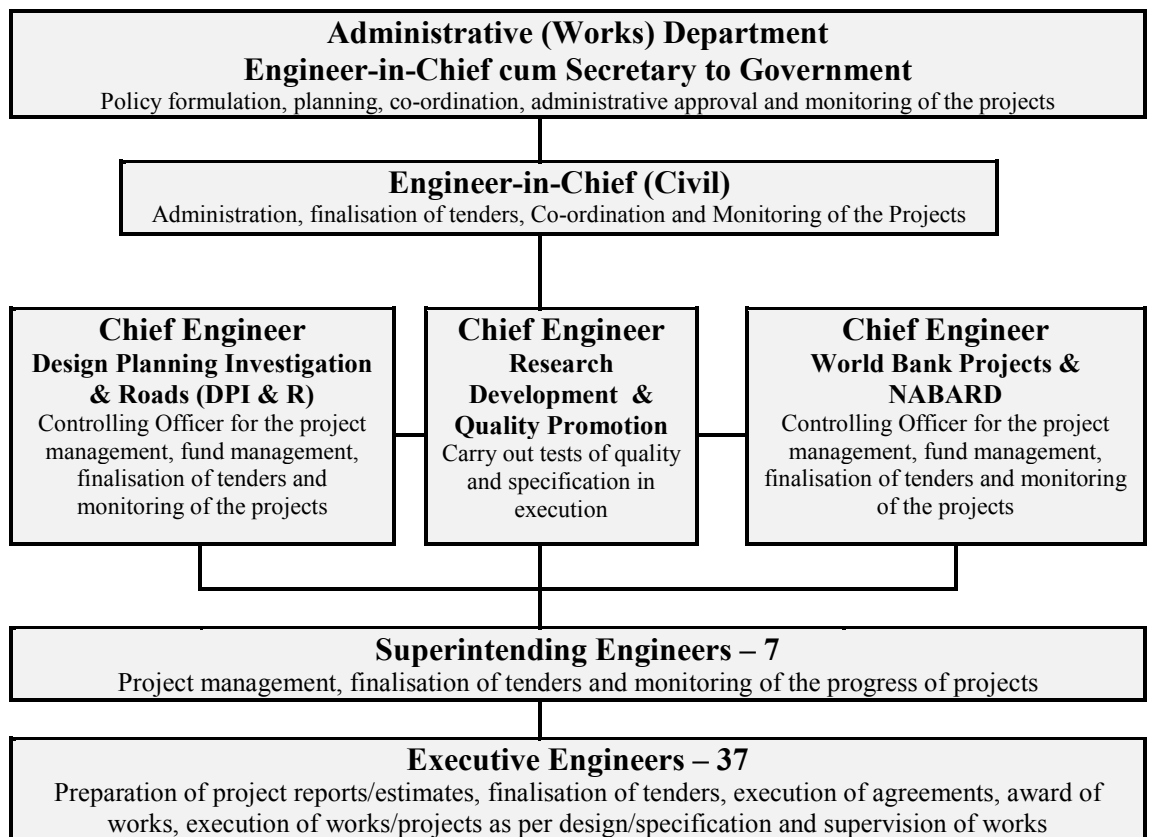 Administrative (Works) Department
Engineer-in-Chief cum Secretary to Government
Policy formulation, planning, co-ordination, administrative approval and monitoring of the projects
Engineer-in-Chief (Civil)
Administration, finalisation of tenders, Co-ordination and Monitoring of the Projects
Chief Engineer
Design Planning Investigation
& Roads (DPI & R)
Controlling Officer for the project
management, fund management,
finalisation of tenders and
monitoring of the projects
Chief Engineer
Research
Development &
Quality Promotion
Carry out tests of quality
and specification in
execution
Chief Engineer
World Bank Projects &
NABARD
Controlling Officer for the project
management, fund management,
finalisation of tenders and monitoring
of the projects
Superintending Engineers – 7
Project management, finalisation of tenders and monitoring of the progress of projects
Executive Engineers – 37
Preparation of project reports/estimates, finalisation of tenders, execution of agreements, award of
works, execution of works/projects as per design/specification and supervision of works